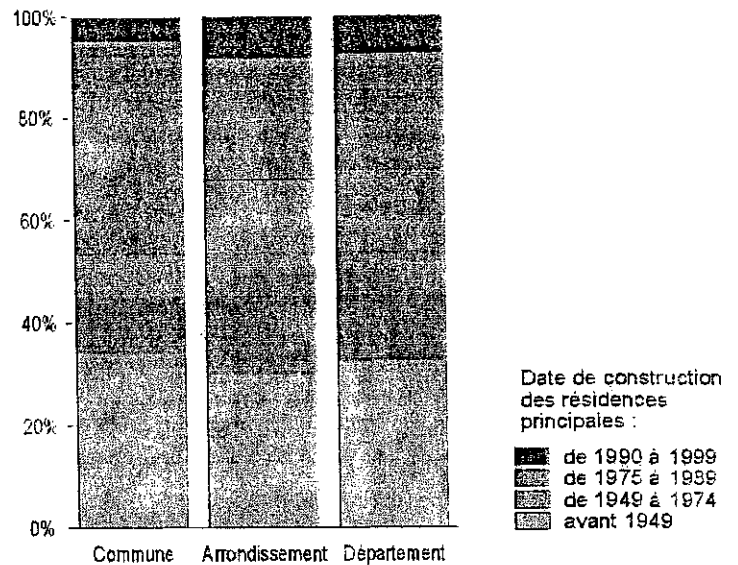 100%
80%
60%
40%
20%
0%
Commune Arrondissement Département
Date de construction
des résidences
principales :
de 1990 à 1999
de 1975 à 1989
de 1949 à 1974
avant 1949